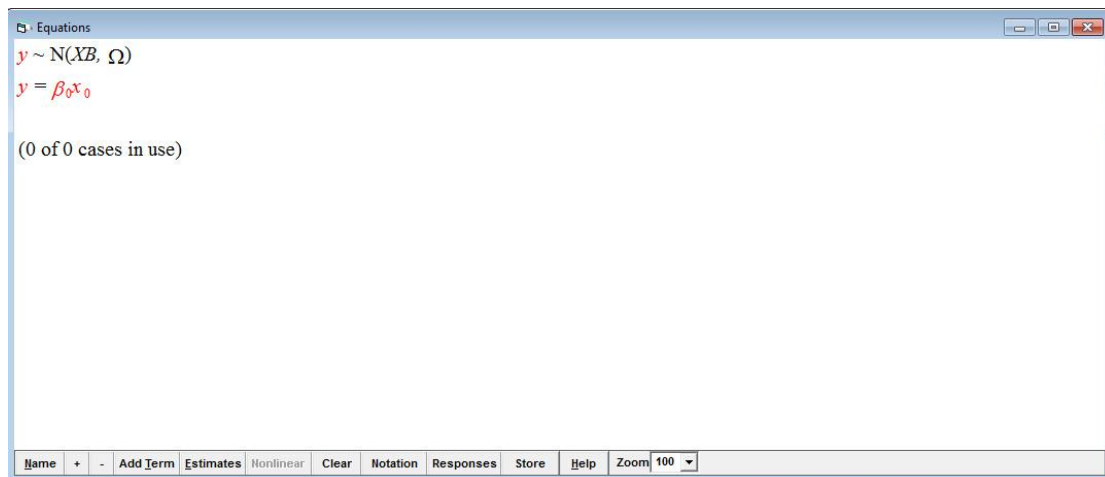 Equations
y ~ N(XB, Ω)
y = β₀x₀
(0 of 0 cases in use)
Name + - Add Term Estimates Nonlinear Clear Notation Responses Store Help Zoom 100